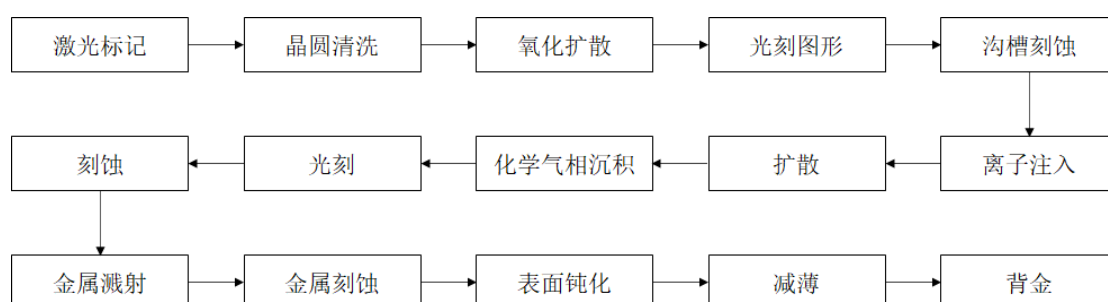 激光标记
晶圆清洗
氧化扩散
光刻图形
沟槽刻蚀
离子注入
扩散
化学气相沉积
光刻
刻蚀
金属溅射
金属刻蚀
表面钝化
减薄
背金